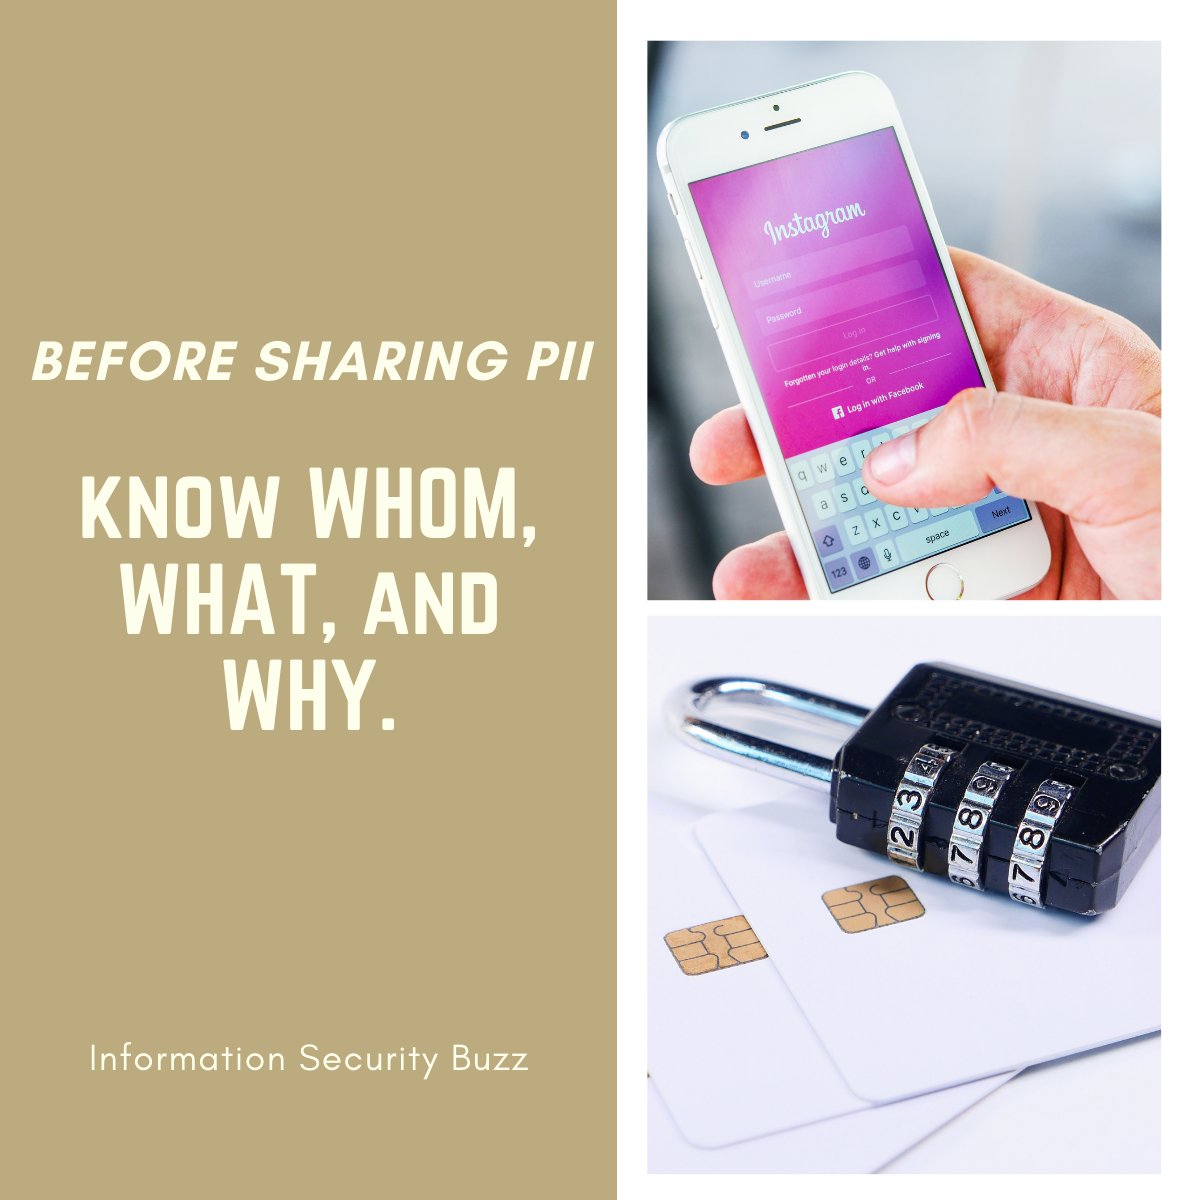 BEFORE SHARING PII
KNOW WHOM,
WHAT, AND
WHY.
Information Security Buzz
Instagram
Username
Password
Log in
Forgotten your login details? Get help with signing
in.
OR
Log in with Facebook
q w e r
a s d
z x c
123 space Next
2 3 4
6 7 8 9
6 7 8 9